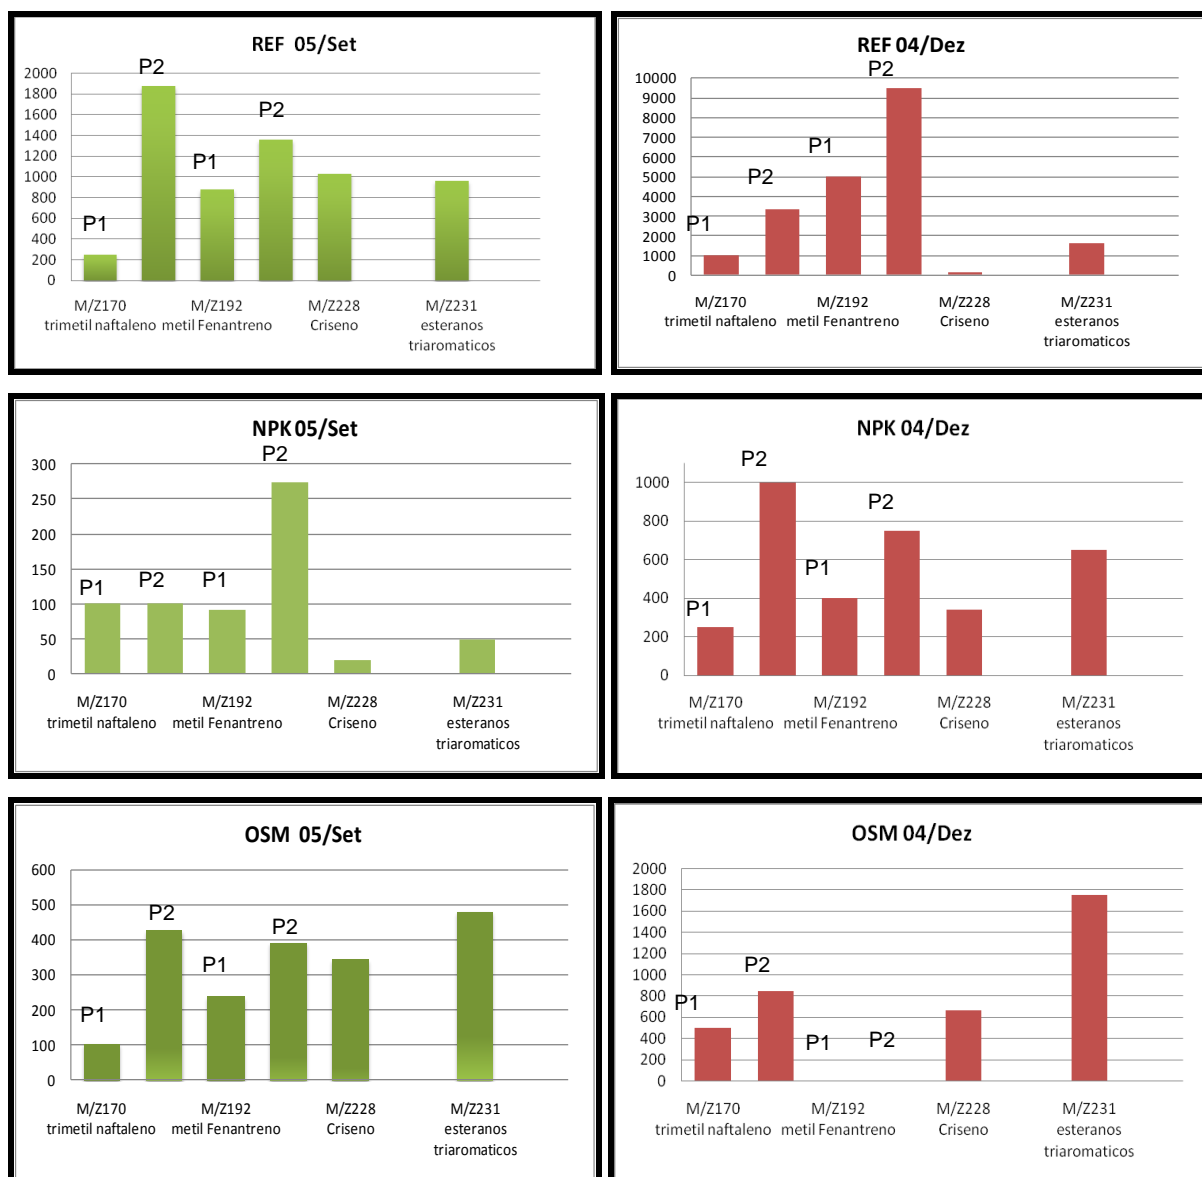 REF 05/Set
P2
2000
1800
1600
1400
1200
1000
800
600
400
200
0
P2
P1
P1
M/Z170
trimetil naftaleno
M/Z192
metil Fenantreno
M/Z228
Criseno
M/Z231
esteranos
triaromaticos
REF 04/Dez
P2
10000
9000
8000
7000
6000
5000
4000
3000
2000
1000
0
P1
P2
P1
M/Z170
trimetil naftaleno
M/Z192
metil Fenantreno
M/Z228
Criseno
M/Z231
esteranos
triaromaticos
NPK 05/Set
P2
300
250
200
150
100
50
0
P1
P2
P1
M/Z170
trimetil naftaleno
M/Z192
metil Fenantreno
M/Z228
Criseno
M/Z231
esteranos
triaromaticos
NPK 04/Dez
P2
1000
800
600
400
200
0
P2
P1
P1
M/Z170
trimetil naftaleno
M/Z192
metil Fenantreno
M/Z228
Criseno
M/Z231
esteranos
triaromaticos
OSM 05/Set
600
500
400
300
200
100
0
P2
P2
P1
P1
M/Z170
trimetil naftaleno
M/Z192
metil Fenantreno
M/Z228
Criseno
M/Z231
esteranos
triaromaticos
OSM 04/Dez
2000
1800
1600
1400
1200
1000
800
600
400
200
0
P2
P1
P1
P2
M/Z170
trimetil naftaleno
M/Z192
metil Fenantreno
M/Z228
Criseno
M/Z231
esteranos
triaromaticos